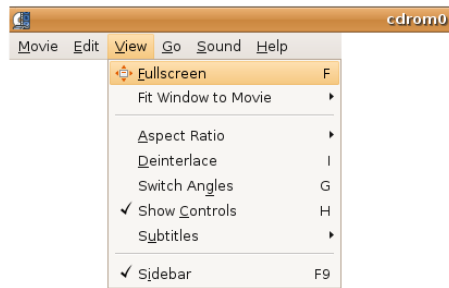 cdrom0
Movie Edit View Go Sound Help
Fullscreen F
Fit Window to Movie
Aspect Ratio
Deinterlace I
Switch Angles G
Show Controls H
Subtitles
Sidebar F9